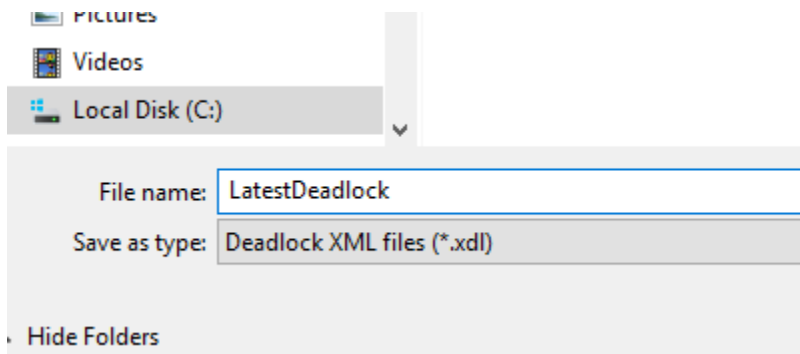 Pictures
Videos
Local Disk (C:)
File name: LatestDeadlock
Save as type: Deadlock XML files (*.xdl)
Hide Folders